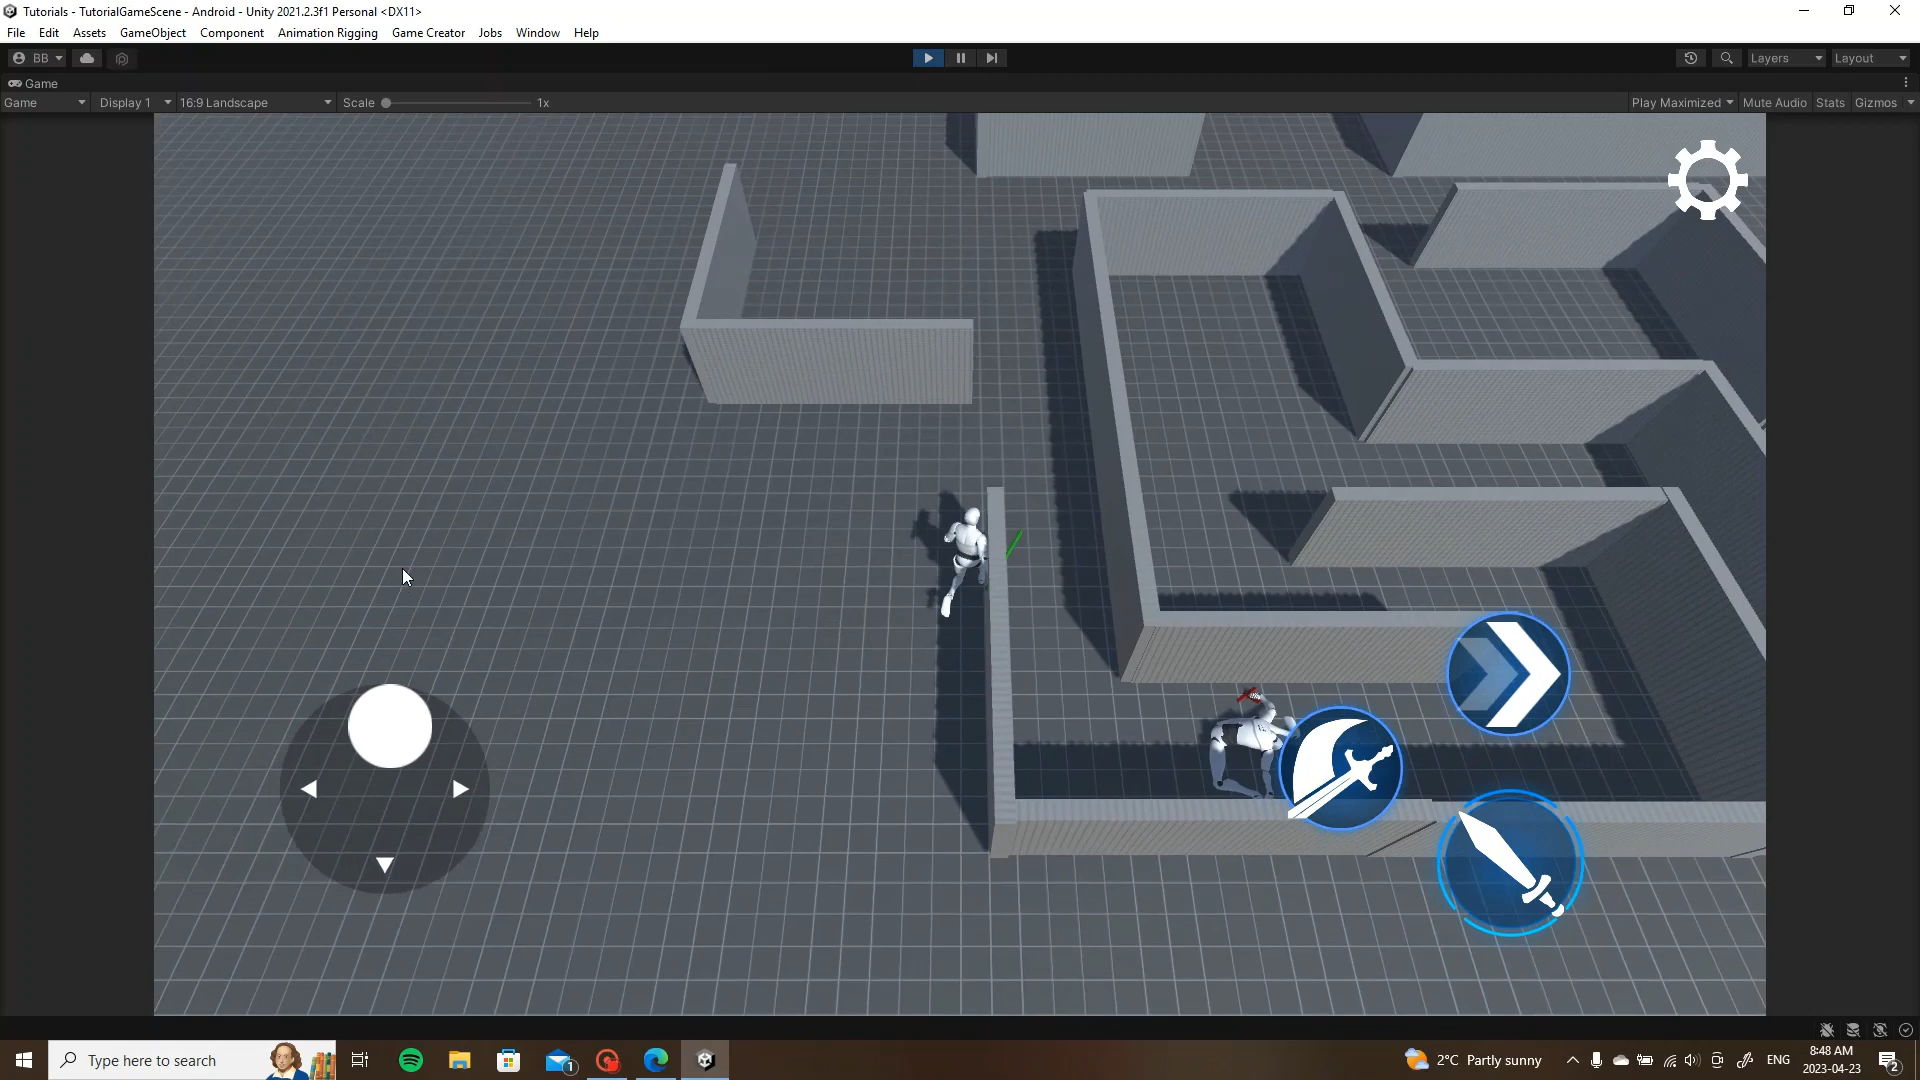 Tutorials - TutorialGameScene - Android - Unity 2021.2.3f1 Personal <DX11>
File Edit Assets GameObject Component Animation Rigging Game Creator Jobs Window Help
BB Layers Layout
Game
Game Display 1 16:9 Landscape Scale 1x Play Maximized Mute Audio Stats Gizmos
Type here to search 1 2°C Partly sunny ENG 8:48 AM 2
2023-04-23